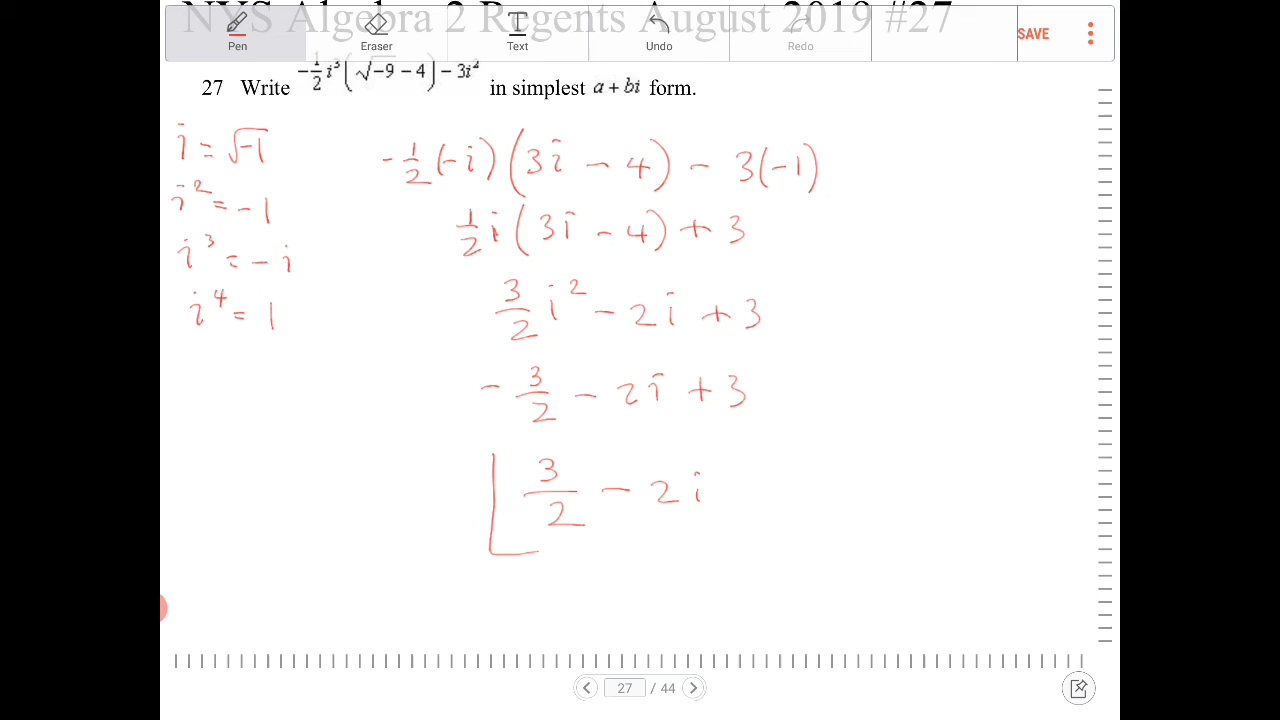 NYS Algebra 2 Regents August 2019 #27
Pen Eraser Text Undo Redo SAVE
27 Write -1/2 i³(√-9 - 4) - 3i² in simplest a + bi form.
i = √-1
i² = -1
i³ = -i
i⁴ = 1
-1/2(-i)(3i - 4) - 3(-1)
1/2 i(3i - 4) + 3
3/2 i² - 2i + 3
-3/2 - 2i + 3
3/2 - 2i
27 / 44